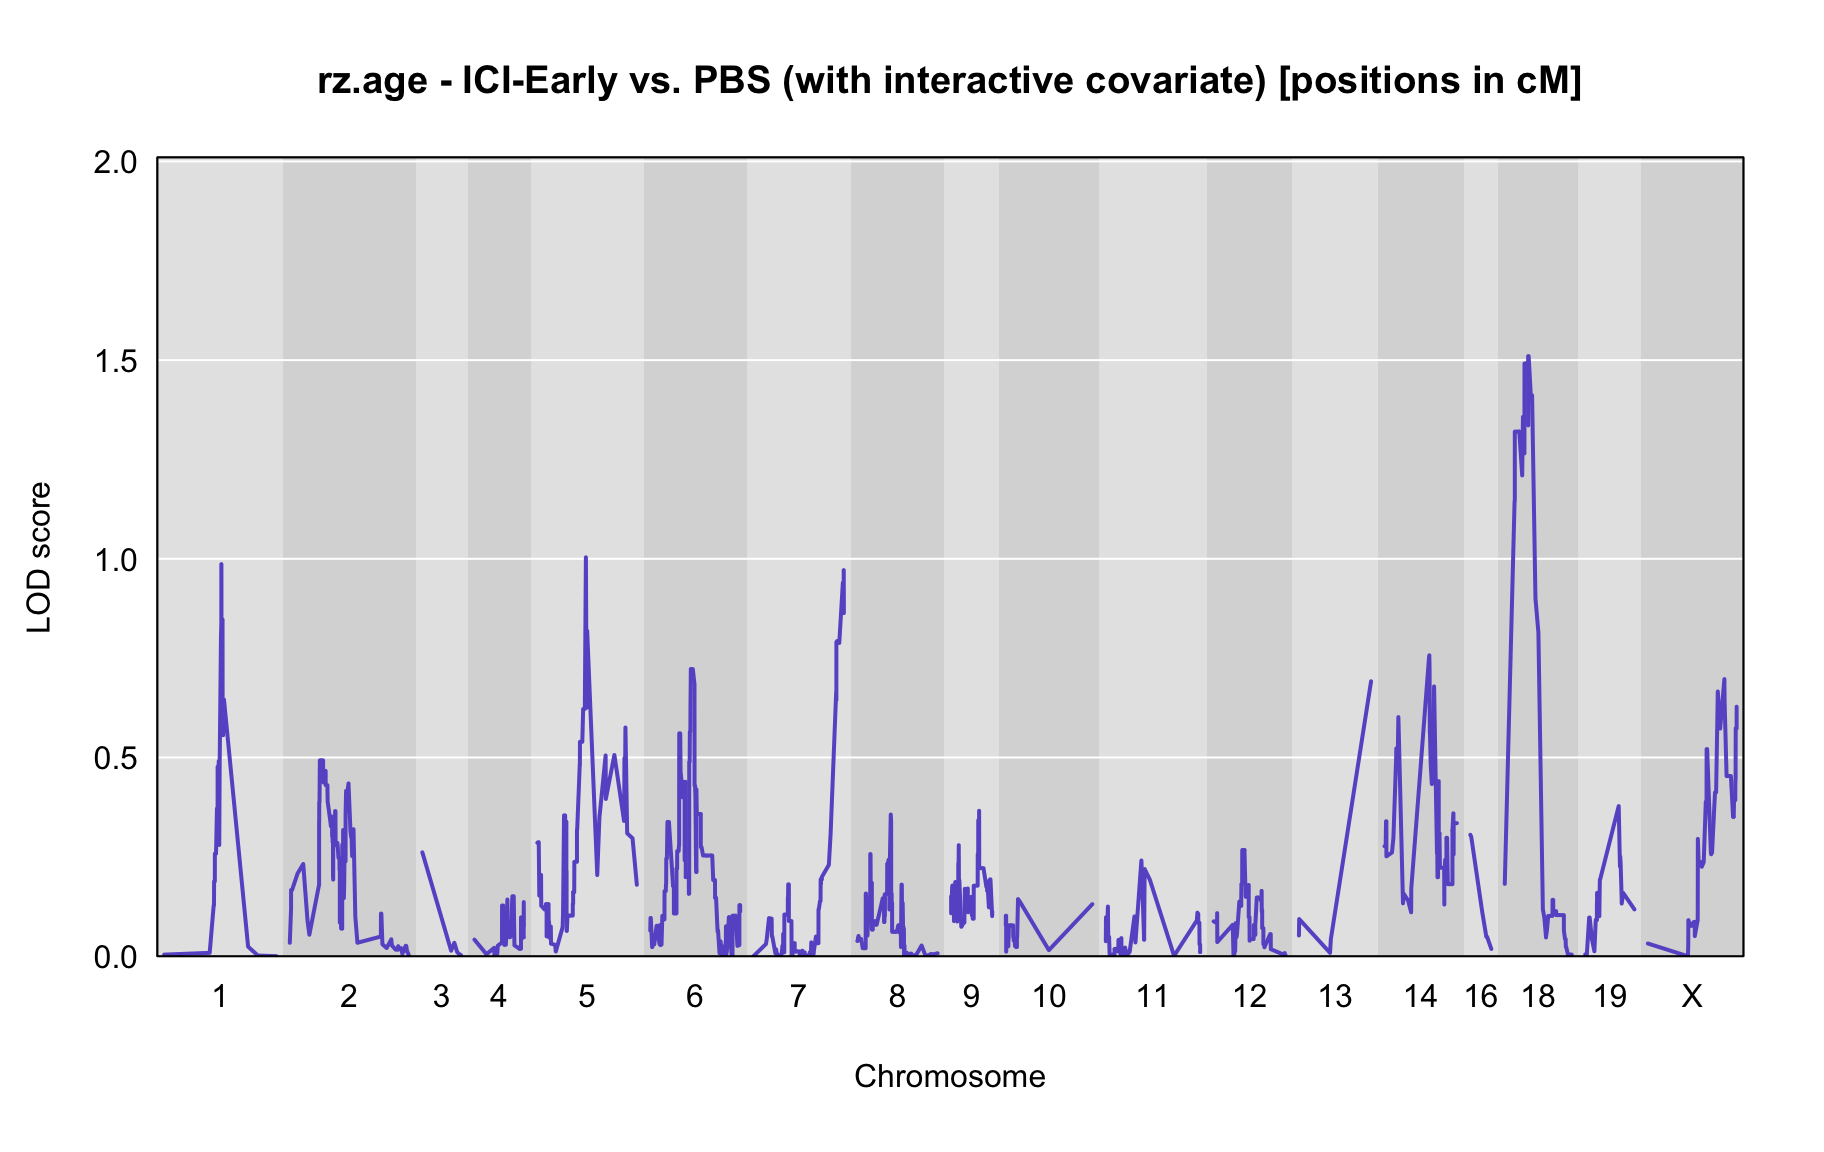 rz.age - ICI-Early vs. PBS (with interactive covariate) [positions in cM]
2.0
1.5
1.0
0.5
0.0
LOD score
1 2 3 4 5 6 7 8 9 10 11 12 13 14 16 18 19 X
Chromosome